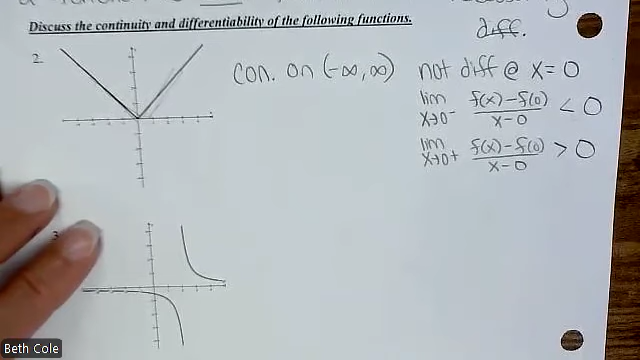 diff.
Discuss the continuity and differentiability of the following functions.
2.
con. on (-∞,∞)
not diff @ x = 0
lim x→0⁻ f(x)-f(0) / x-0 < 0
lim x→0⁺ f(x)-f(0) / x-0 > 0
Beth Cole